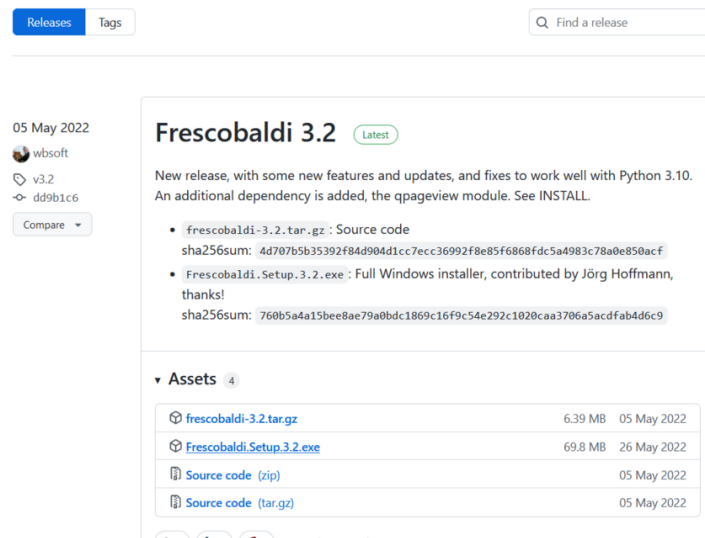 Releases
Tags
Find a release
05 May 2022
wbsoft
v3.2
dd9b1c6
Compare
Frescobaldi 3.2
Latest
New release, with some new features and updates, and fixes to work well with Python 3.10.
An additional dependency is added, the qpageview module. See INSTALL.
frescobaldi-3.2.tar.gz : Source code
sha256sum: 4d707b5b35392f84d904d1cc7ecc36992f8e85f6868fdc5a4983c78a0e850acf
Frescobaldi.Setup.3.2.exe : Full Windows installer, contributed by Jörg Hoffmann,
thanks!
sha256sum: 760b5a4a15bee8ae79a0bdc1869c16f9c54e292c1020caa3706a5acdfab4d6c9
Assets 4
frescobaldi-3.2.tar.gz 6.39 MB 05 May 2022
Frescobaldi.Setup.3.2.exe 69.8 MB 26 May 2022
Source code (zip) 05 May 2022
Source code (tar.gz) 05 May 2022